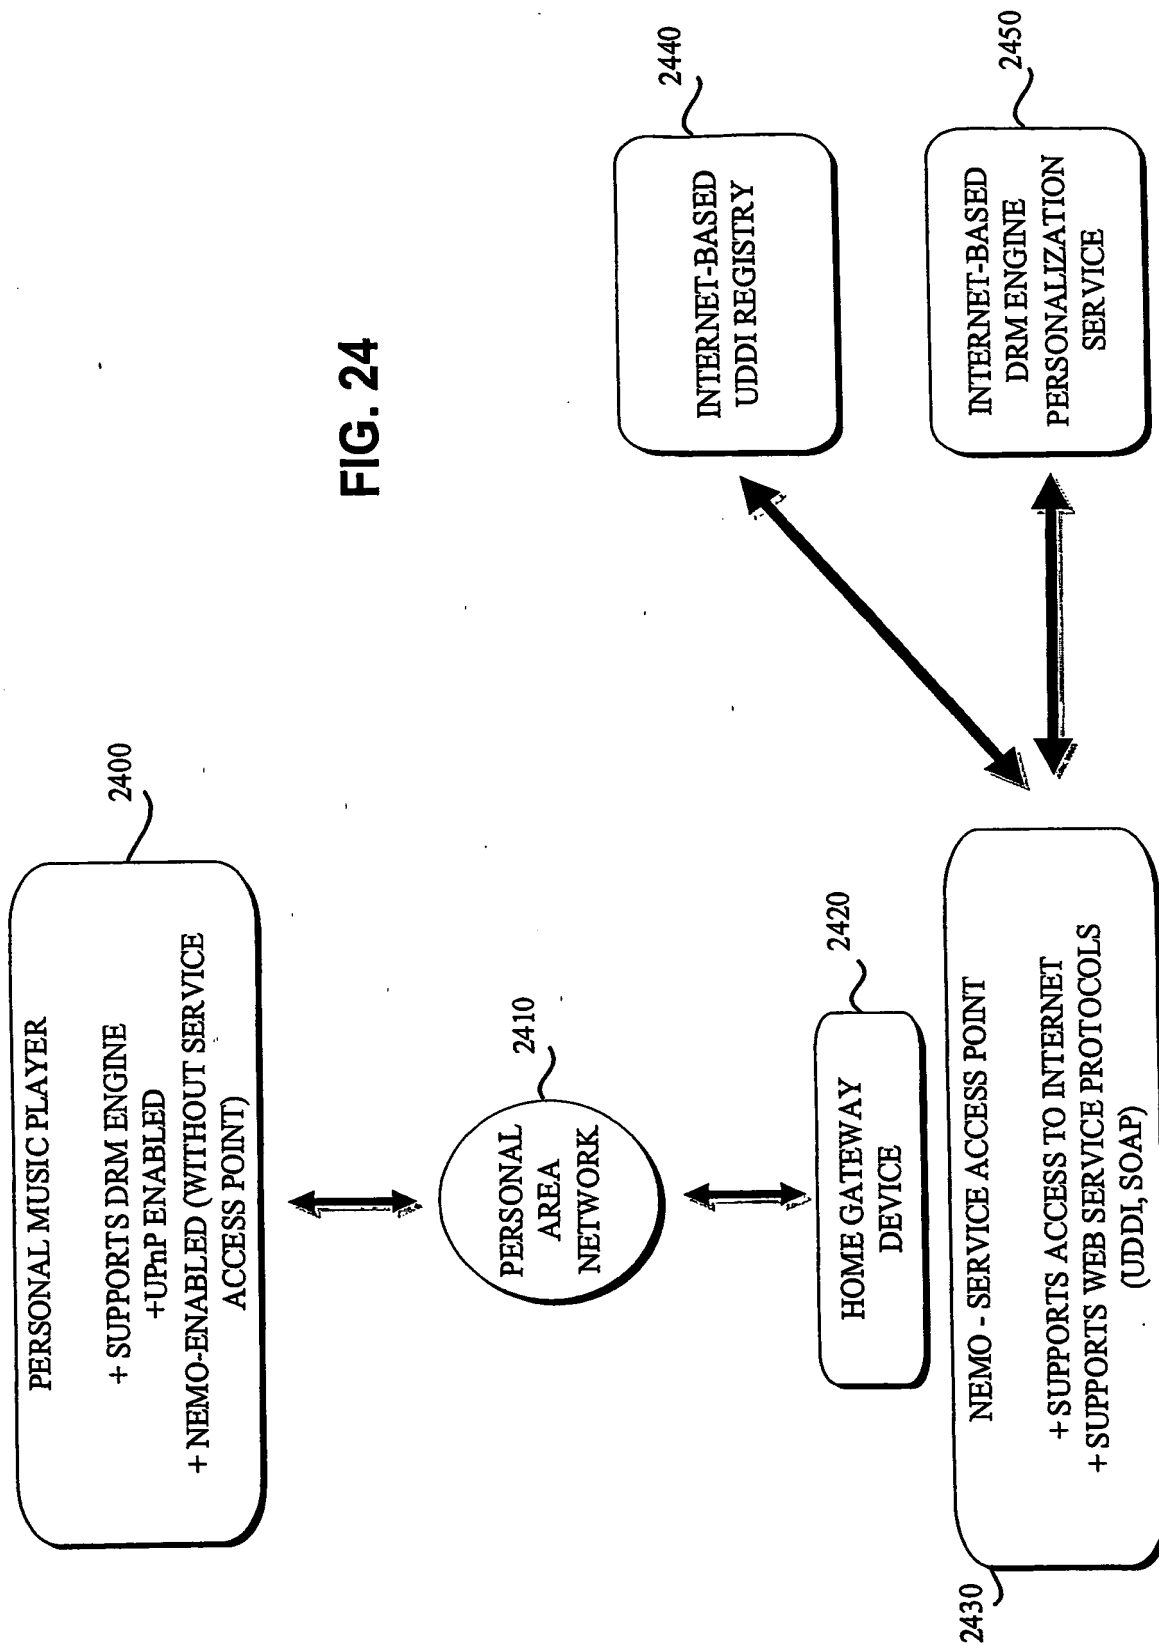 2400
PERSONAL MUSIC PLAYER
+ SUPPORTS DRM ENGINE
+UPnP ENABLED
+ NEMO-ENABLED (WITHOUT SERVICE
ACCESS POINT)
2410
PERSONAL
AREA
NETWORK
2420
HOME GATEWAY
DEVICE
2430
NEMO - SERVICE ACCESS POINT
+ SUPPORTS ACCESS TO INTERNET
+ SUPPORTS WEB SERVICE PROTOCOLS
(UDDI, SOAP)
FIG. 24
2440
INTERNET-BASED
UDDI REGISTRY
2450
INTERNET-BASED
DRM ENGINE
PERSONALIZATION
SERVICE